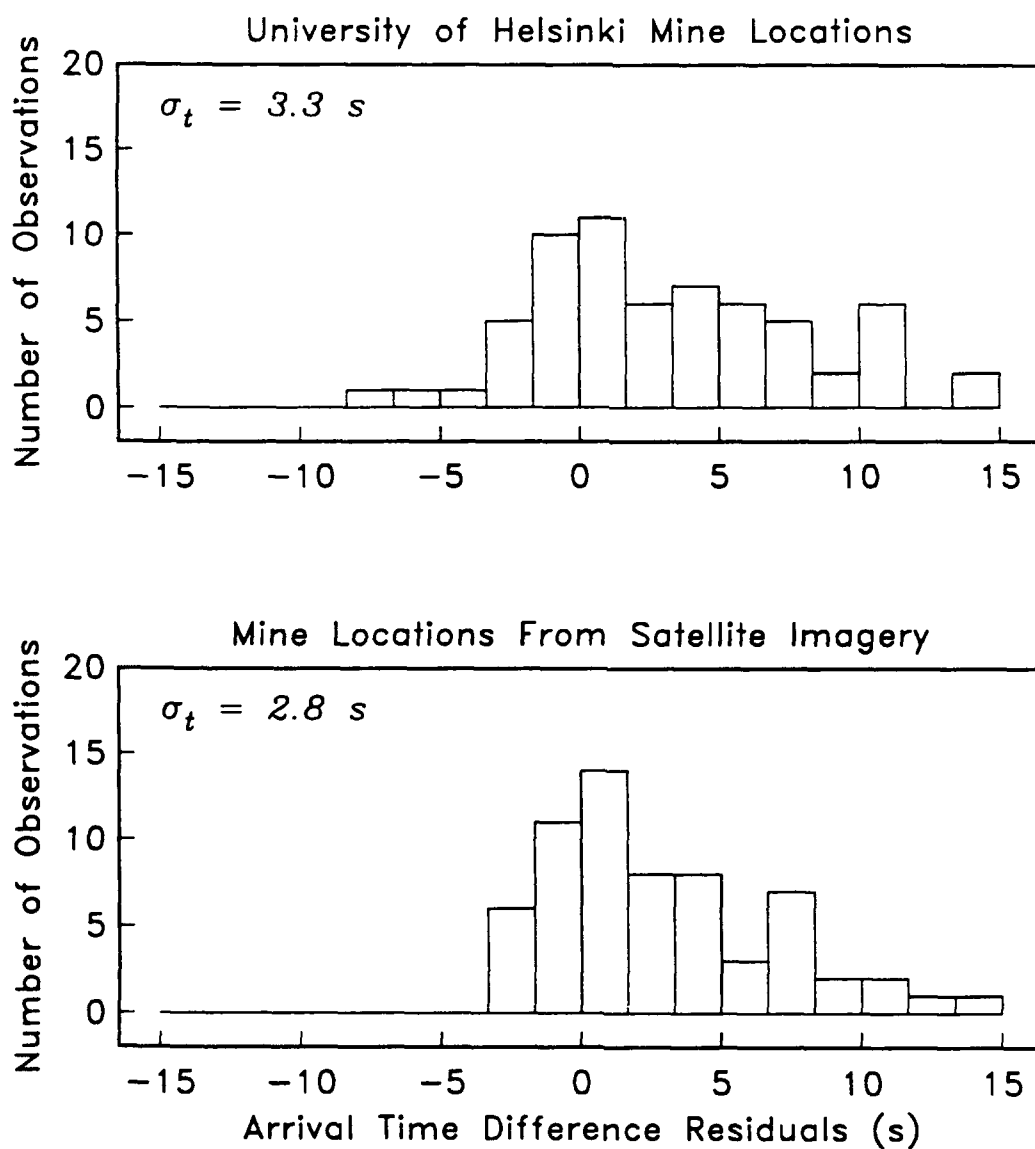 University of Helsinki Mine Locations
σt = 3.3 s
Number of Observations
20
15
10
5
0
−15 −10 −5 0 5 10 15
Mine Locations From Satellite Imagery
σt = 2.8 s
Number of Observations
20
15
10
5
0
−15 −10 −5 0 5 10 15
Arrival Time Difference Residuals (s)